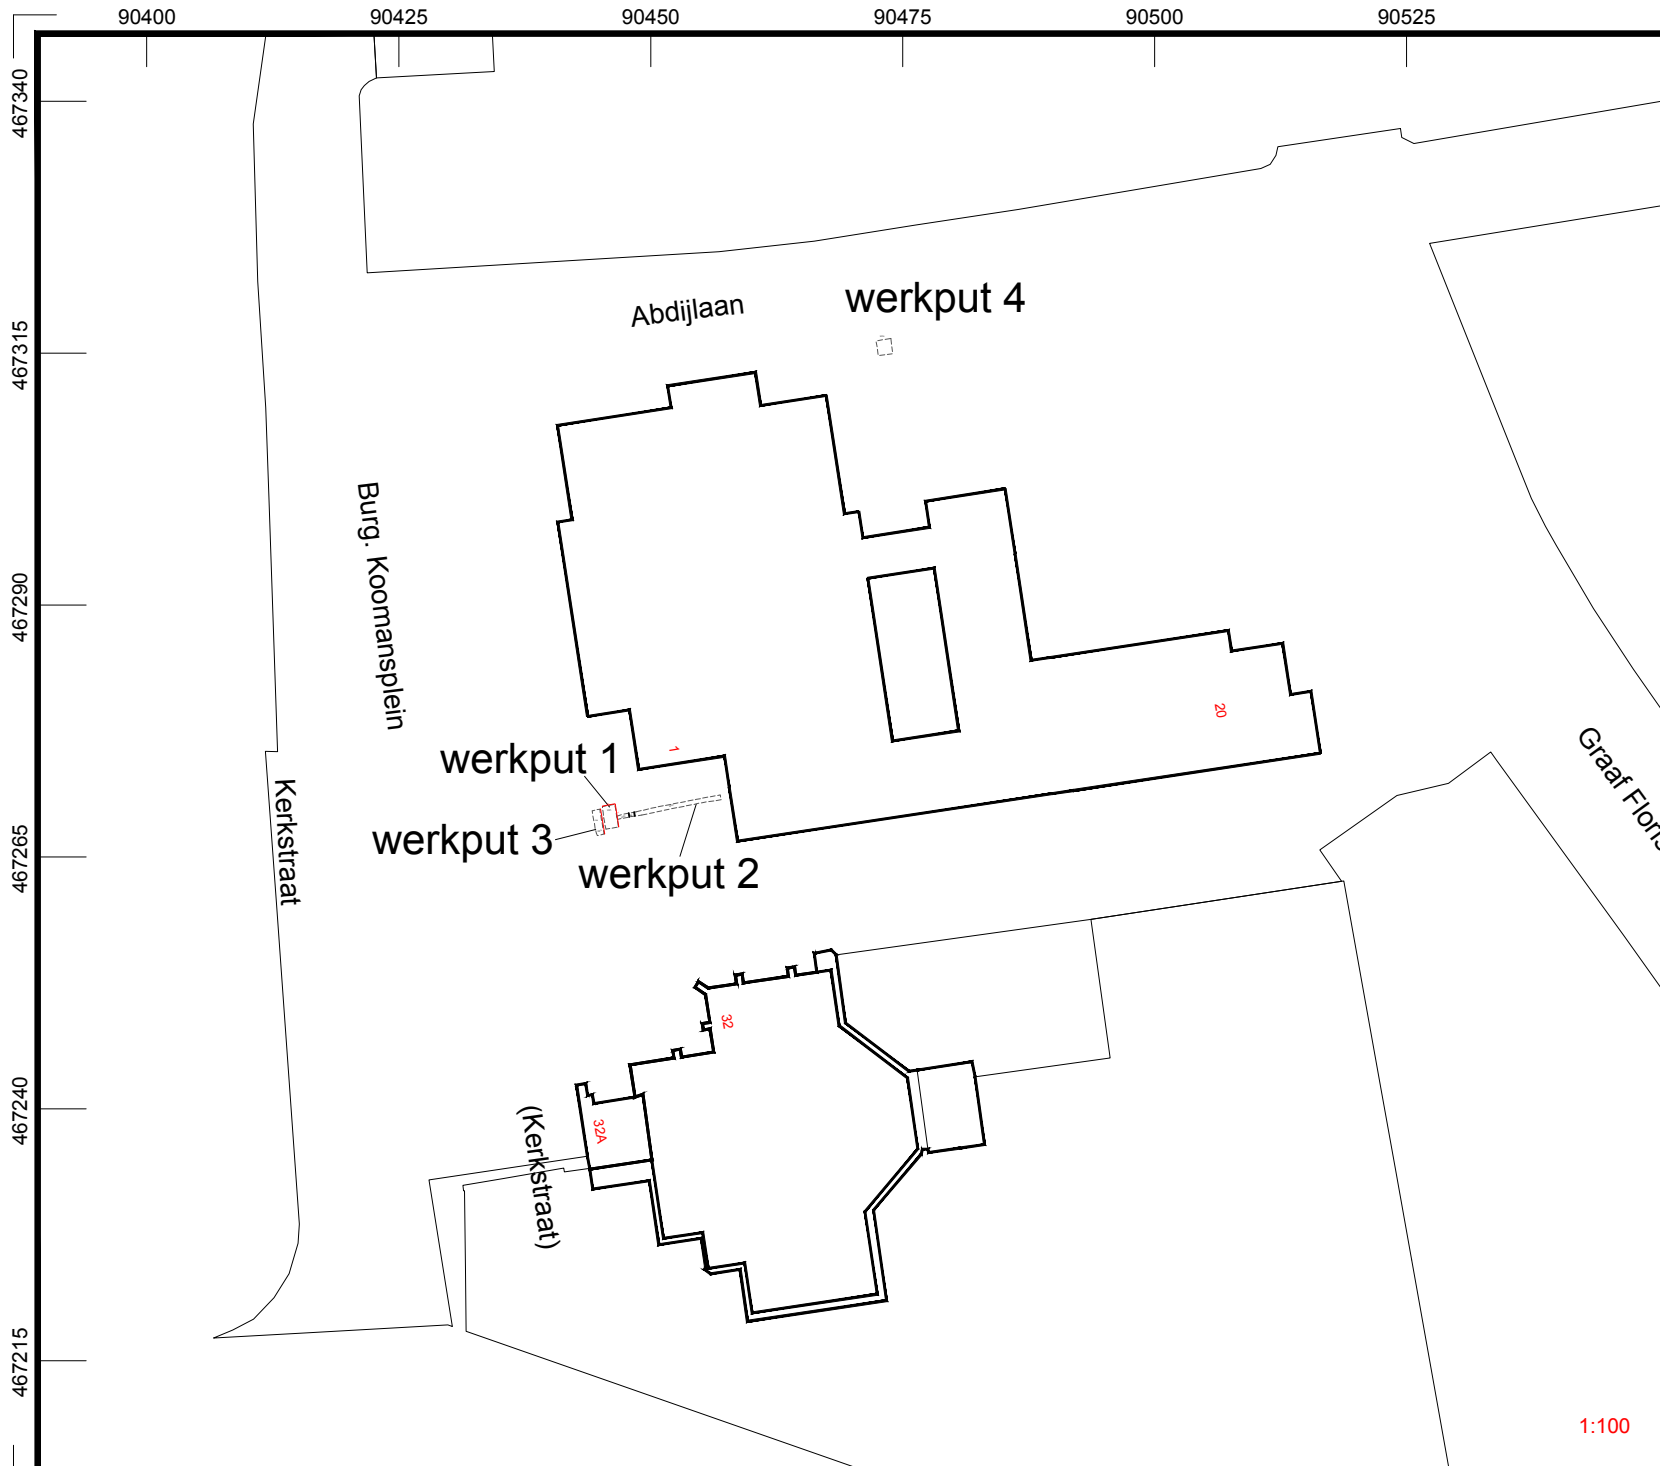 90400 90425 90450 90475 90500 90525
467340
467315
467290
467265
467240
467215
Abdijlaan
werkput 4
Burg. Koomansplein
1
20
werkput 1
werkput 3
werkput 2
Kerkstraat
Graaf Floris
32
32A
(Kerkstraat)
1:100